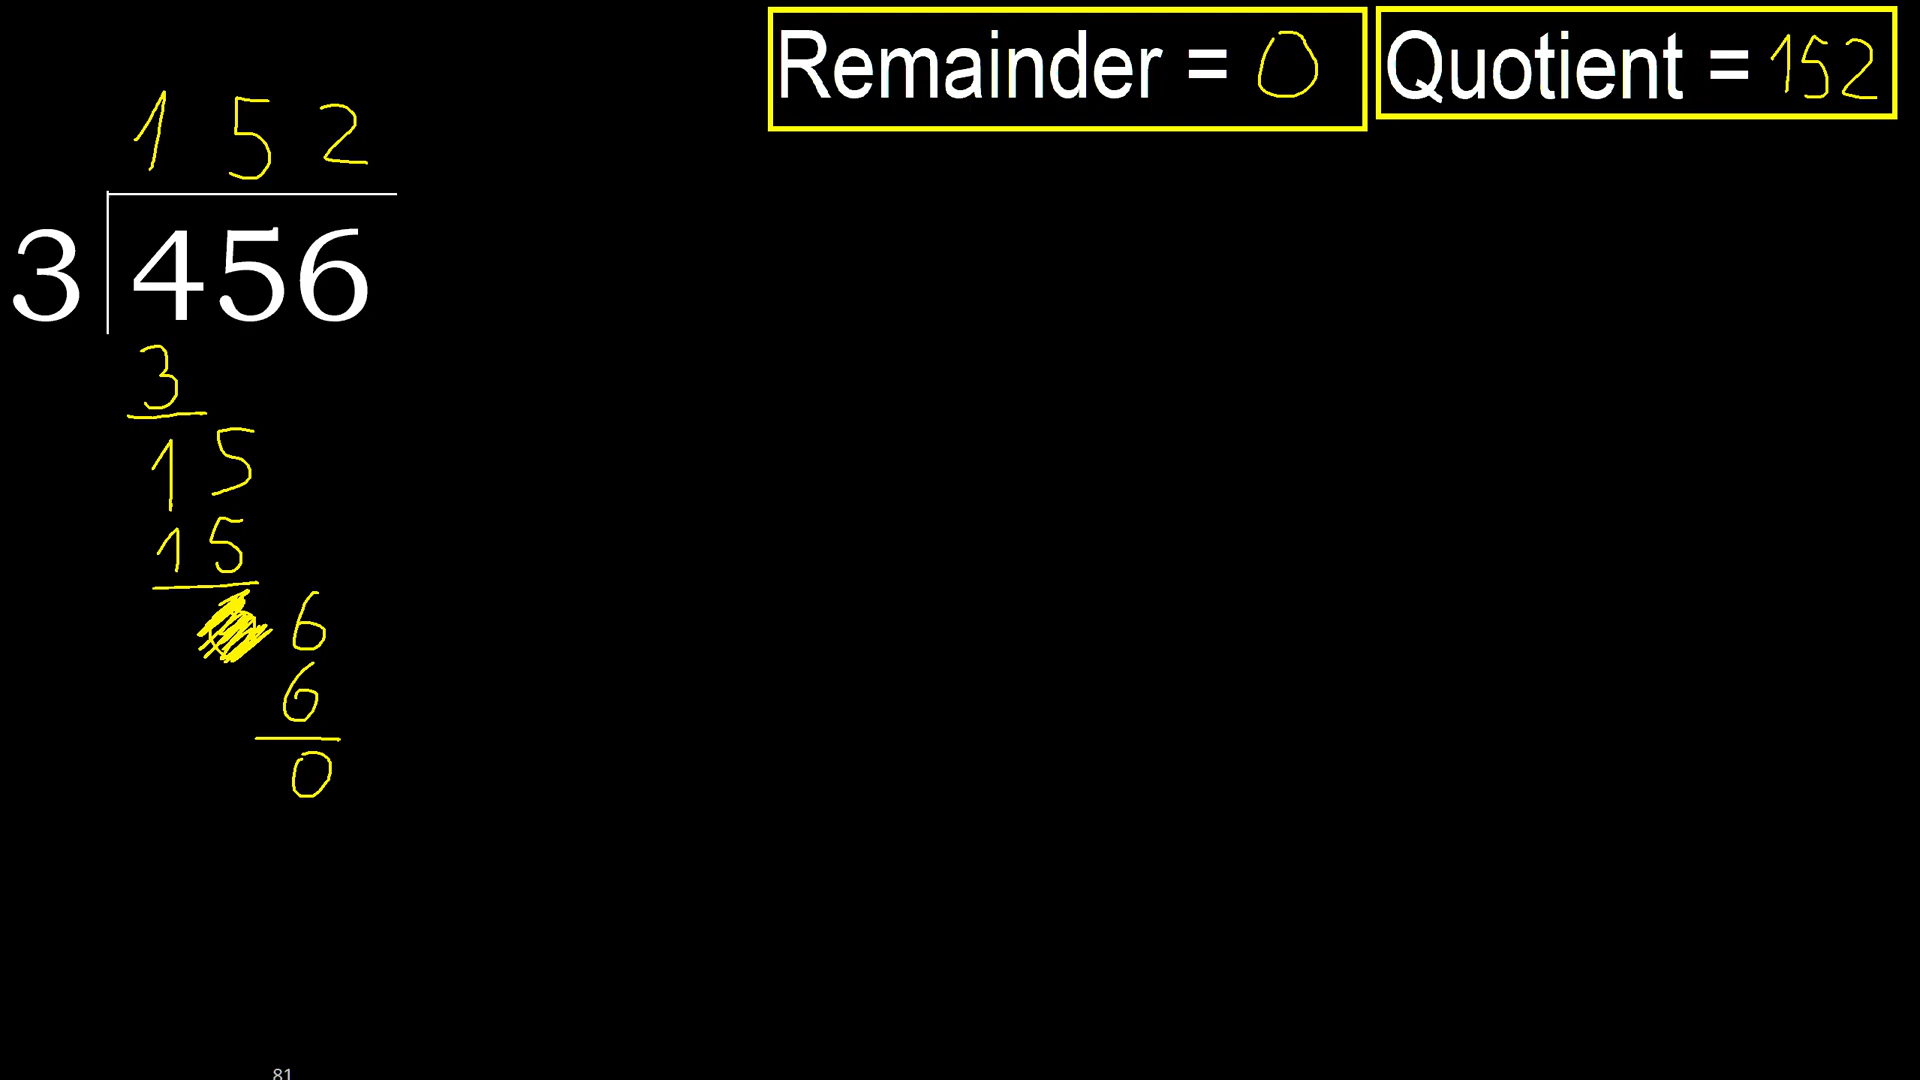 Remainder = 0
Quotient = 152
1 5 2
3 456
3
1 5
1 5
6
6
0
81